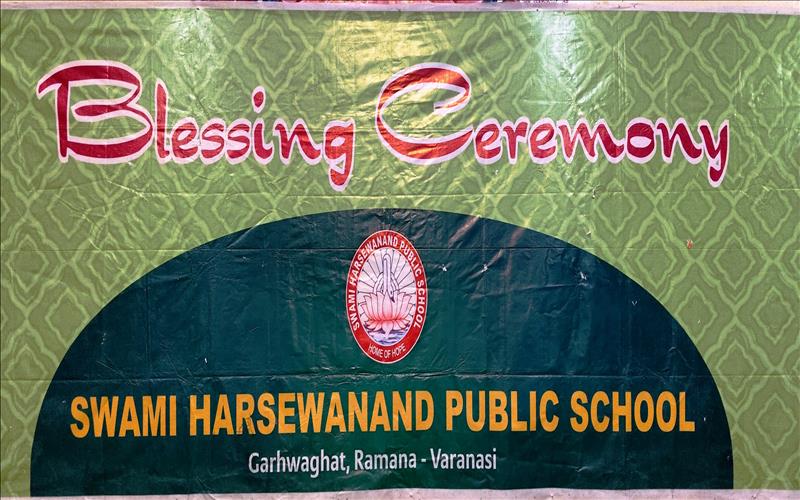 Blessing Ceremony
SWAMI HARSEWANAND PUBLIC SCHOOL
HOME OF HOPE
SWAMI HARSEWANAND PUBLIC SCHOOL
Garhwaghat, Ramana - Varanasi